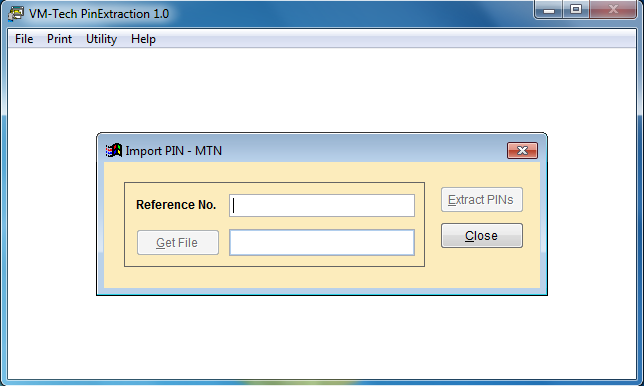 VM-Tech PinExtraction 1.0
File Print Utility Help
Import PIN - MTN
Reference No.
Extract PINs
Get File
Close